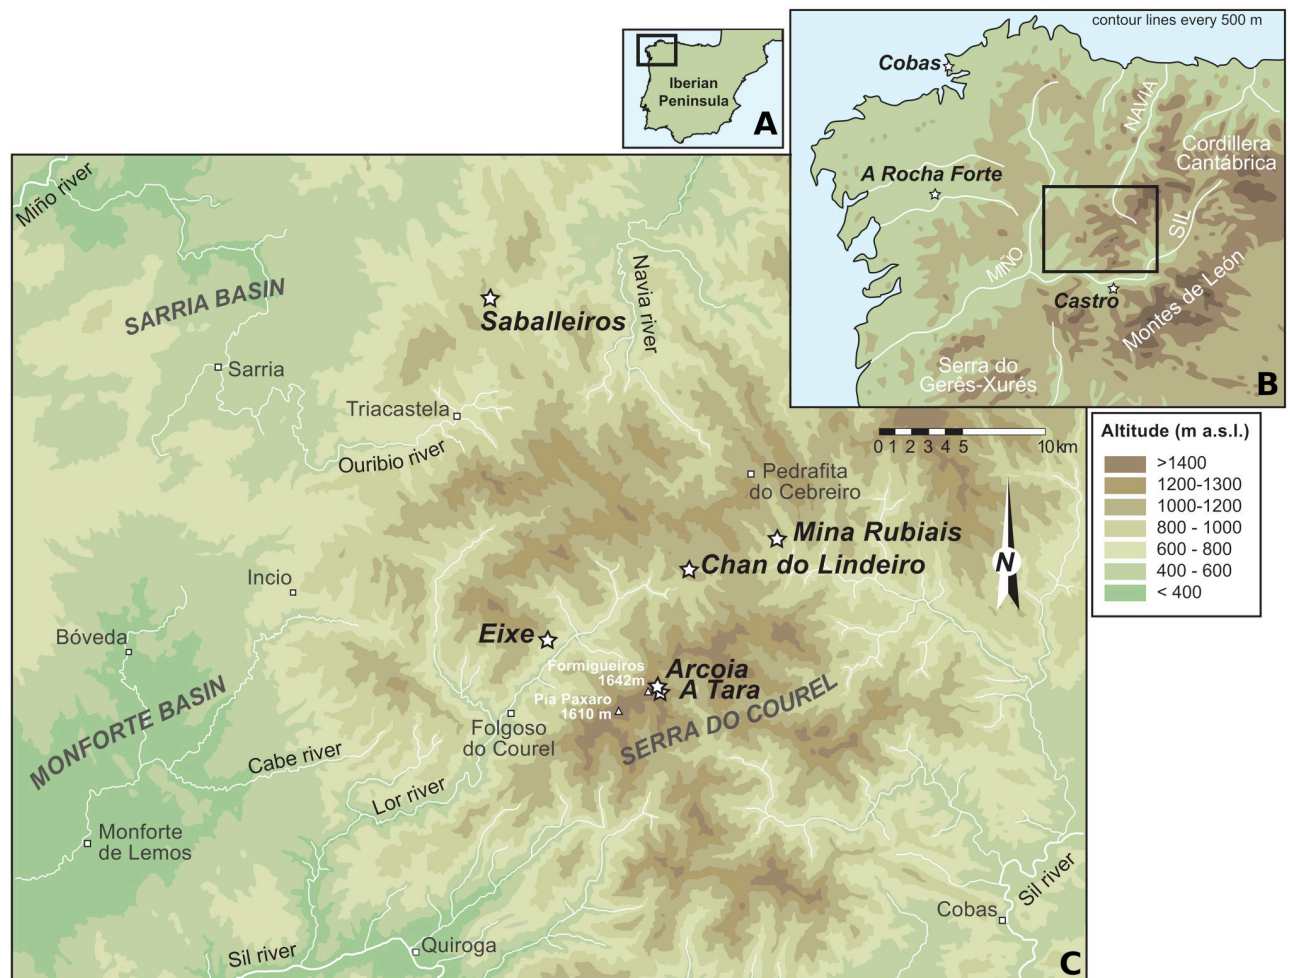 contour lines every 500 m
Cobas
NAVIA
Cordillera
Cantábrica
A Rocha Forte
SIL
MIÑO
Castro
Montes de León
Serra do
Gerês-Xurés
B
Iberian
Peninsula
A
Miño river
SARRIA BASIN
Saballeiros
Navia river
Sarria
Triacastela
Ouribio river
0 1 2 3 4 5 10km
Altitude (m a.s.l.)
>1400
1200-1300
1000-1200
800 - 1000
600 - 800
400 - 600
< 400
Pedrafita
do Cebreiro
Mina Rubiais
Chan do Lindeiro
N
Incio
Bóveda
Eixe
Formigueiros
1642m
Arcoia
A Tara
Pía Paxaro
1610 m
SERRA DO COUREL
MONFORTE BASIN
Folgoso
do Courel
Cabe river
Lor river
Monforte
de Lemos
Sil river
Cobas
Sil river
Quiroga
C